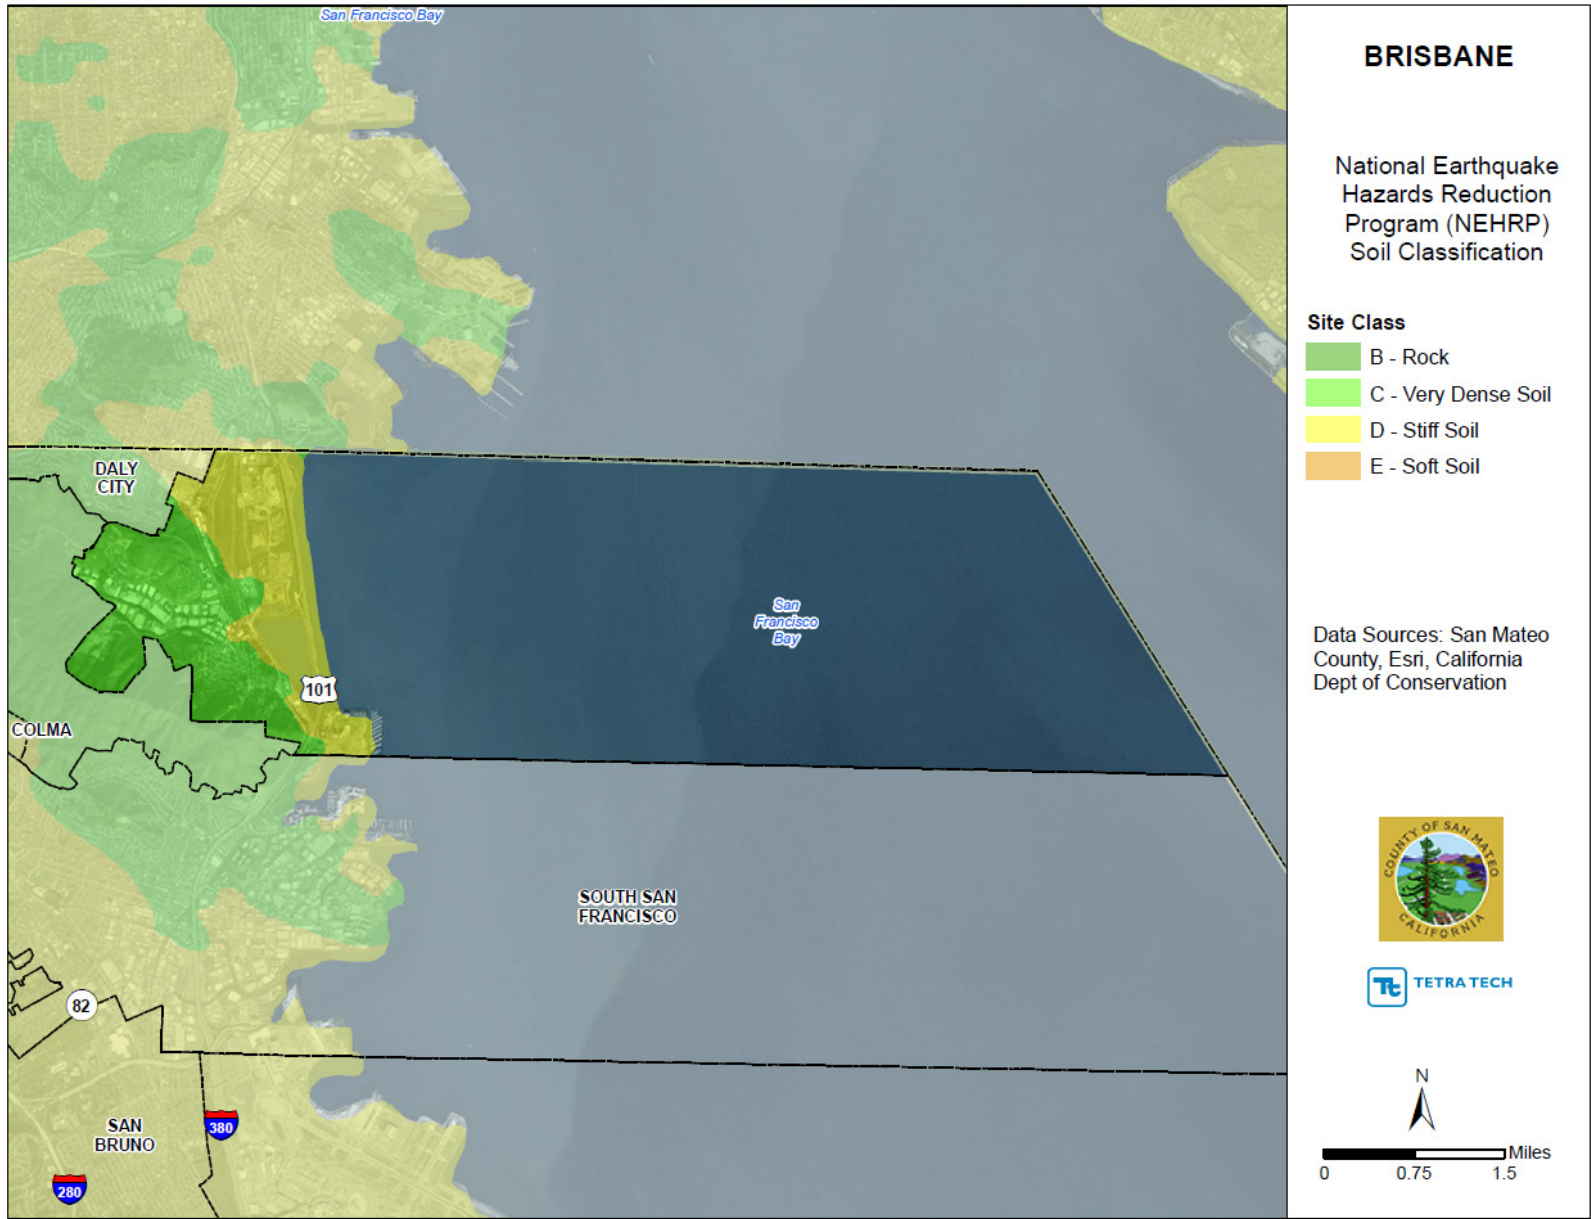 San Francisco Bay
DALY
CITY
San
Francisco
Bay
101
COLMA
SOUTH SAN
FRANCISCO
82
SAN
BRUNO
380
280
BRISBANE
National Earthquake
Hazards Reduction
Program (NEHRP)
Soil Classification
Site Class
B - Rock
C - Very Dense Soil
D - Stiff Soil
E - Soft Soil
Data Sources: San Mateo
County, Esri, California
Dept of Conservation
COUNTY OF SAN MATEO
CALIFORNIA
Tt TETRA TECH
N
Miles
0 0.75 1.5